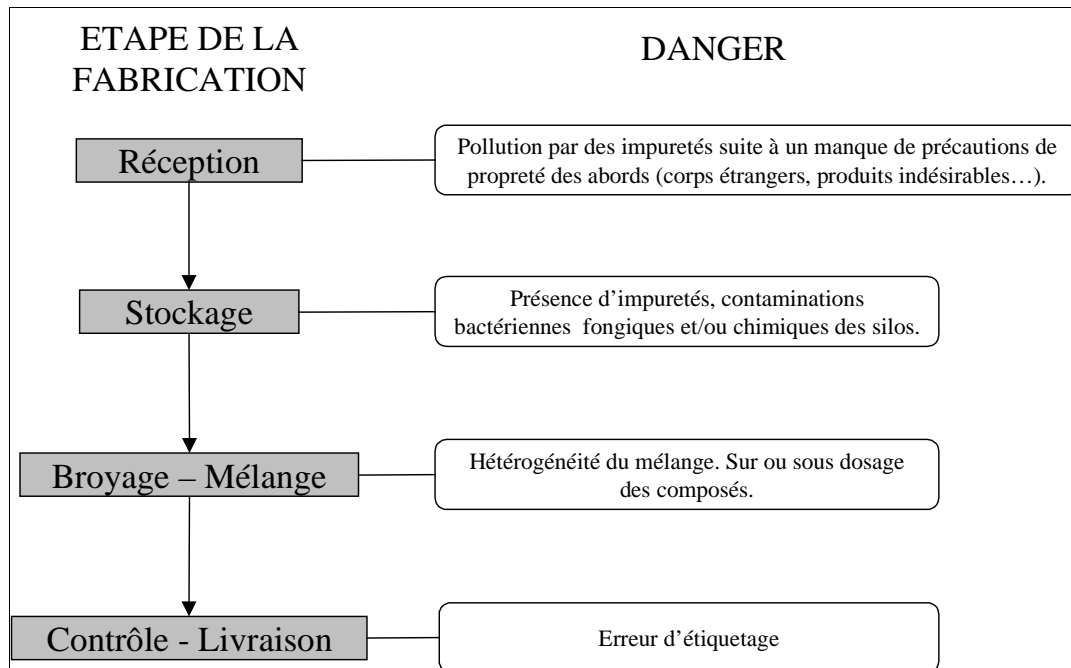 ETAPE DE LA
FABRICATION
DANGER
Réception
Pollution par des impuretés suite à un manque de précautions de
propreté des abords (corps étrangers, produits indésirables…).
Stockage
Présence d’impuretés, contaminations
bactériennes  fongiques et/ou chimiques des silos.
Broyage – Mélange
Hétérogénéité du mélange. Sur ou sous dosage
des composés.
Contrôle - Livraison
Erreur d’étiquetage